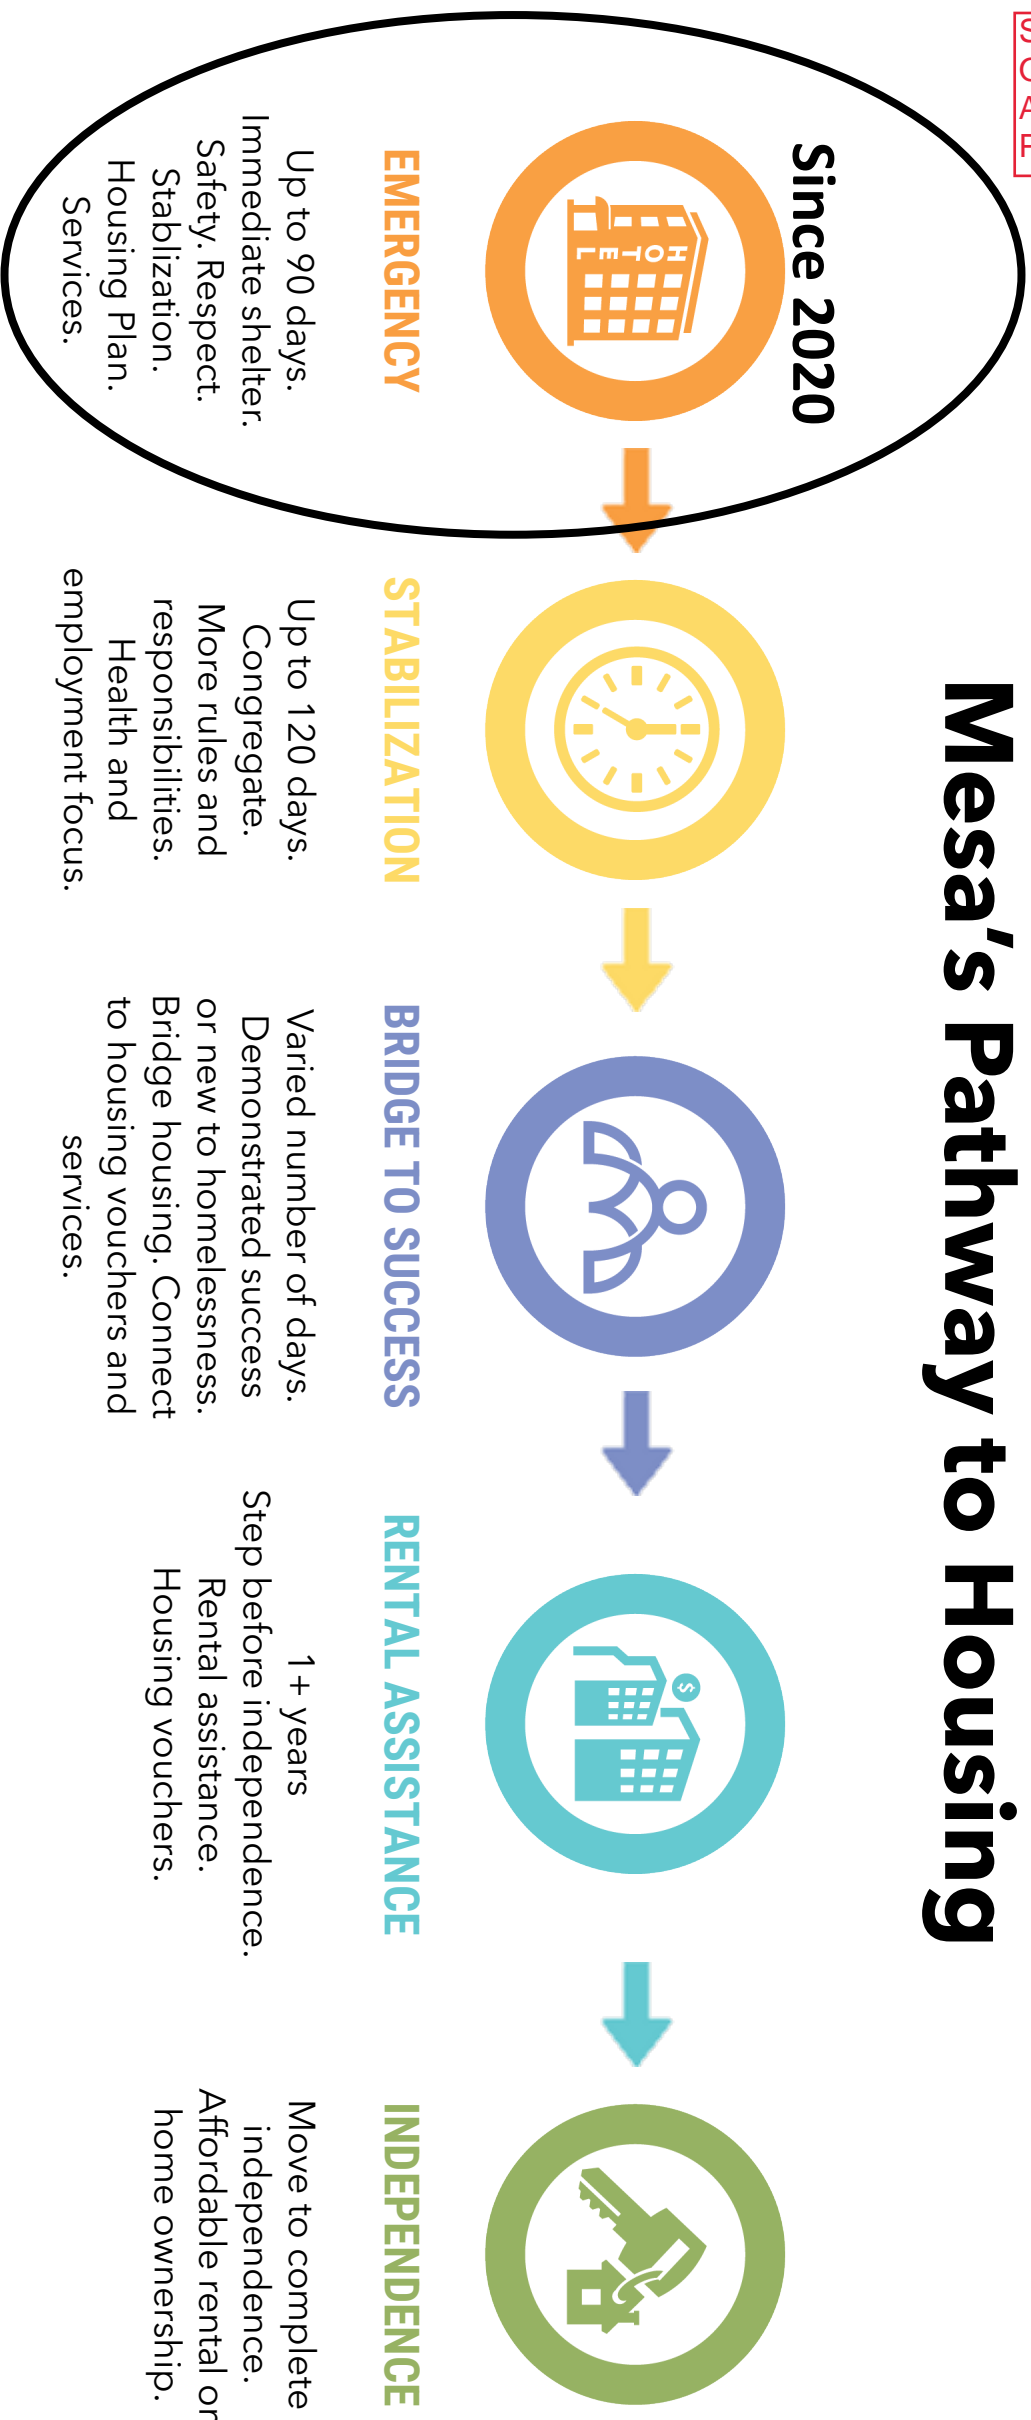 Mesa's Pathway to Housing
Since 2020
HOTEL
EMERGENCY
Up to 90 days.
Immediate shelter.
Safety. Respect.
Stablization.
Housing Plan.
Services.
STABILIZATION
Up to 120 days.
Congregate.
More rules and
responsibilities.
Health and
employment focus.
BRIDGE TO SUCCESS
Varied number of days.
Demonstrated success
or new to homelessness.
Bridge housing. Connect
to housing vouchers and
services.
$
RENTAL ASSISTANCE
1+ years
Step before independence.
Rental assistance.
Housing vouchers.
INDEPENDENCE
Move to complete
independence.
Affordable rental or
home ownership.